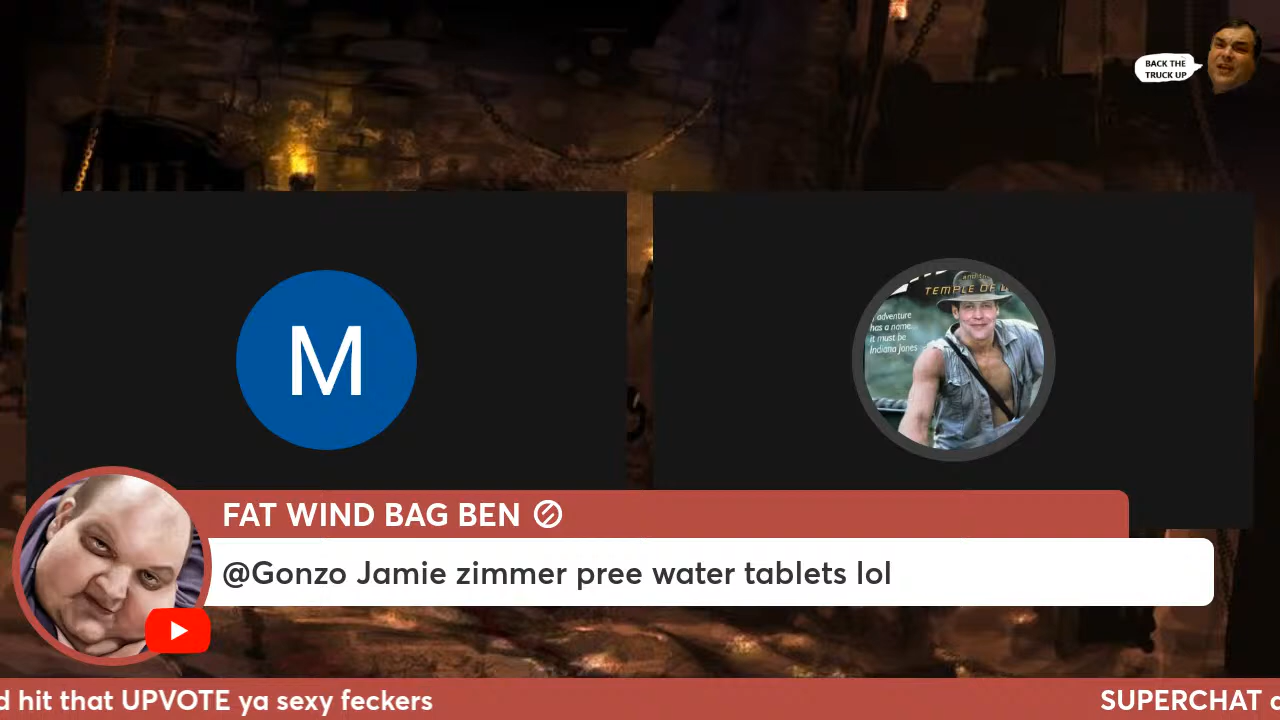 BACK THE
TRUCK UP
M
TEMPLE OF
adventure
has a name...
it must be
Indiana Jones
FAT WIND BAG BEN
@Gonzo Jamie zimmer pree water tablets lol
d hit that UPVOTE ya sexy feckers
SUPERCHAT